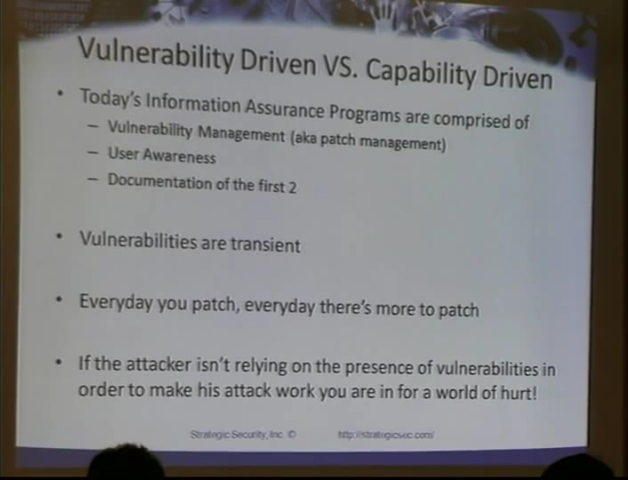 Vulnerability Driven VS. Capability Driven
• Today's Information Assurance Programs are comprised of
– Vulnerability Management (aka patch management)
– User Awareness
– Documentation of the first 2
• Vulnerabilities are transient
• Everyday you patch, everyday there's more to patch
• If the attacker isn't relying on the presence of vulnerabilities in
order to make his attack work you are in for a world of hurt!
Strategic Security, Inc. © http://strategicsec.com/